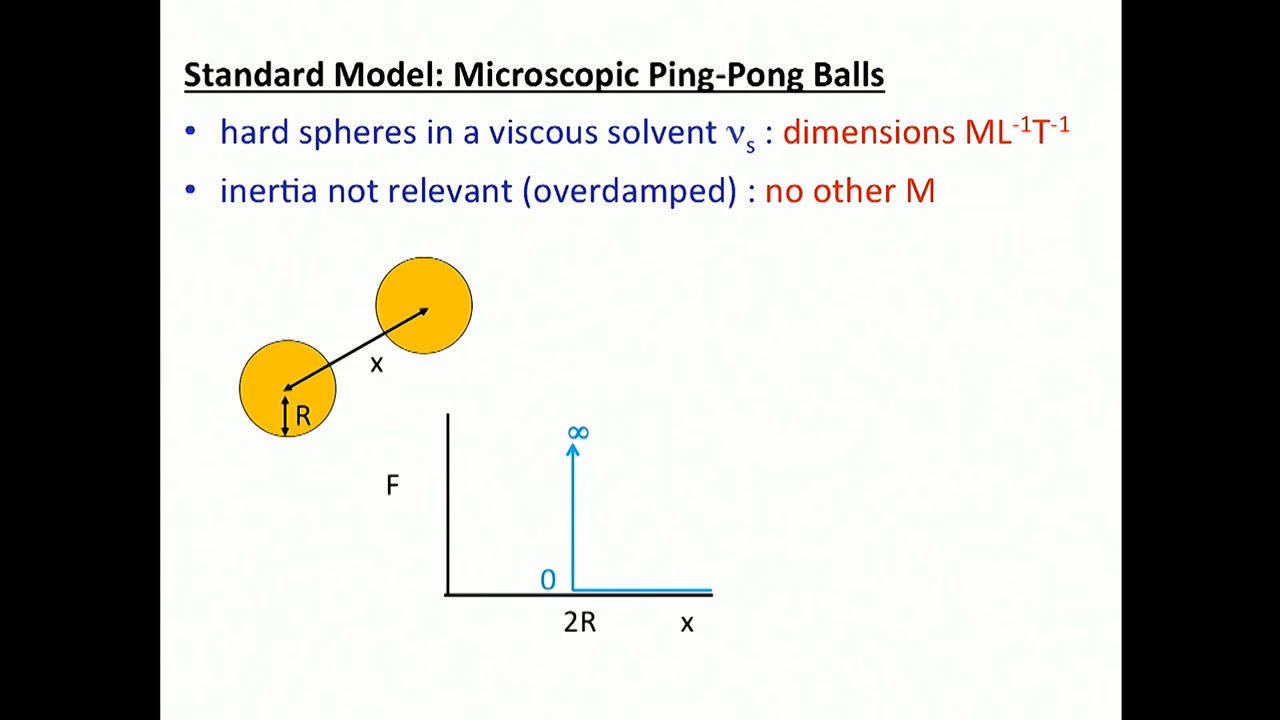 Standard Model: Microscopic Ping-Pong Balls
• hard spheres in a viscous solvent νₛ : dimensions ML⁻¹T⁻¹
• inertia not relevant (overdamped) : no other M
x
R
∞
F
0
2R x